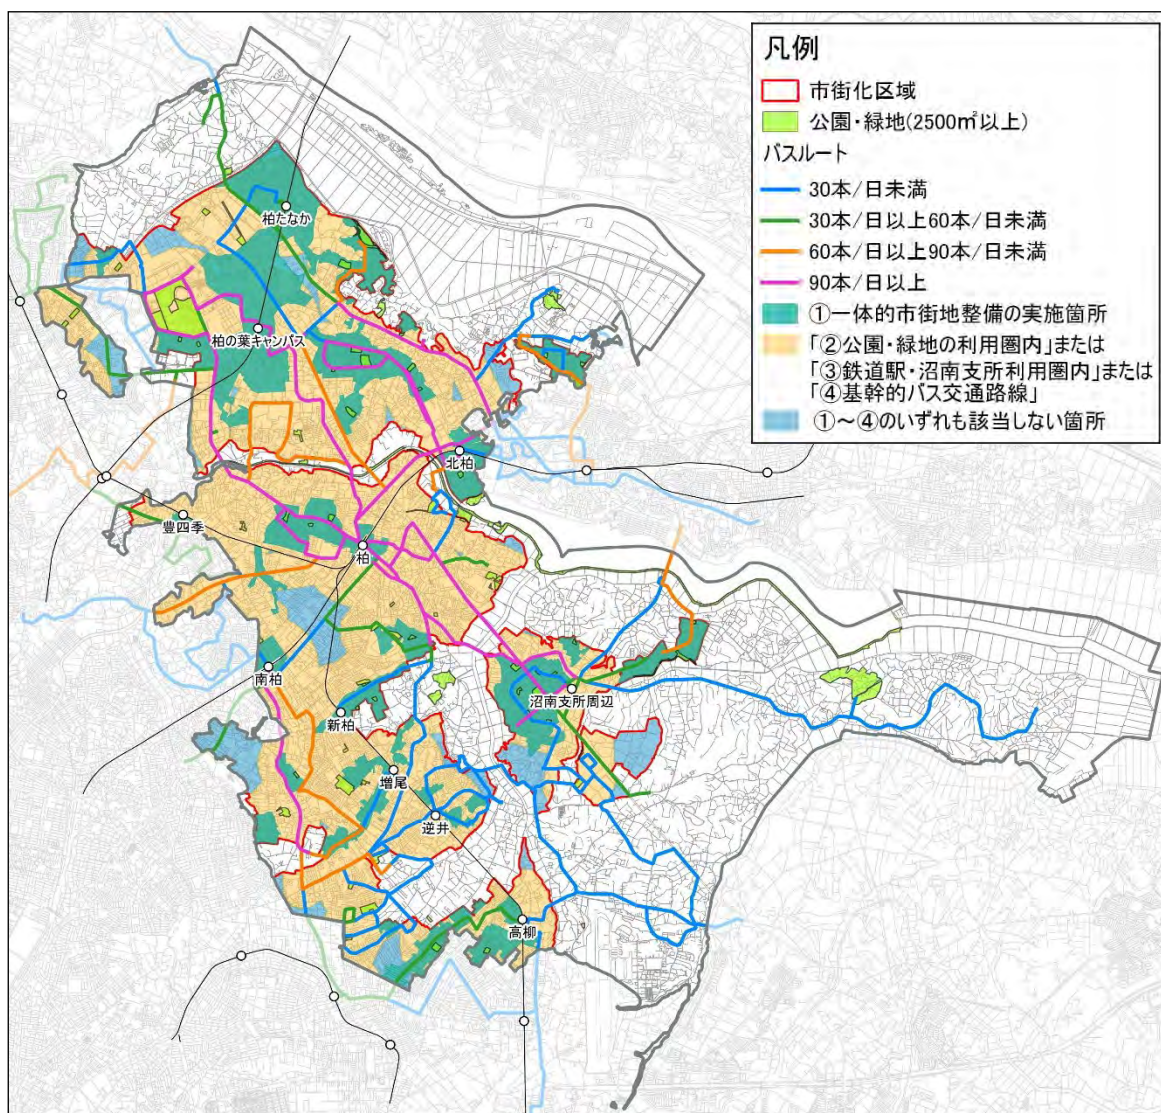 凡例
市街化区域
公園・緑地(2500㎡以上)
バスルート
30本/日未満
30本/日以上60本/日未満
60本/日以上90本/日未満
90本/日以上
①一体的市街地整備の実施箇所
「②公園・緑地の利用圏内」または
「③鉄道駅・沼南支所利用圏内」または
「④基幹的バス交通路線」
①～④のいずれも該当しない箇所
柏たなか
柏の葉キャンパス
北柏
豊四季
柏
南柏
沼南支所周辺
新柏
増尾
逆井
高柳